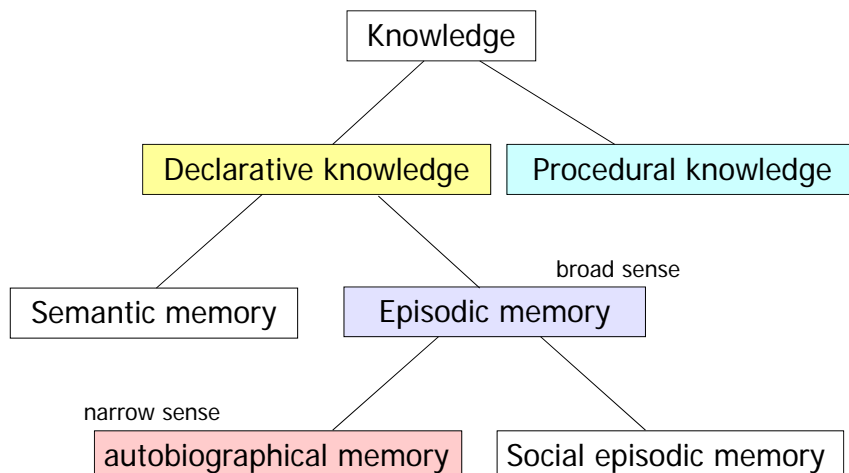 Knowledge
Declarative knowledge
Procedural knowledge
broad sense
Semantic memory
Episodic memory
narrow sense
autobiographical memory
Social episodic memory